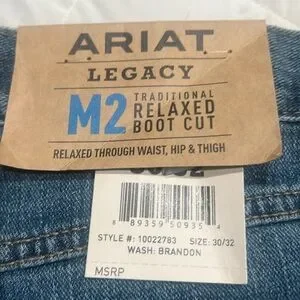 ARIAT
LEGACY
M2 TRADITIONAL
RELAXED
BOOT CUT
RELAXED THROUGH WAIST, HIP & THIGH
8 89359 50935 4
STYLE #: 10022783 SIZE: 30/32
WASH: BRANDON
MSRP